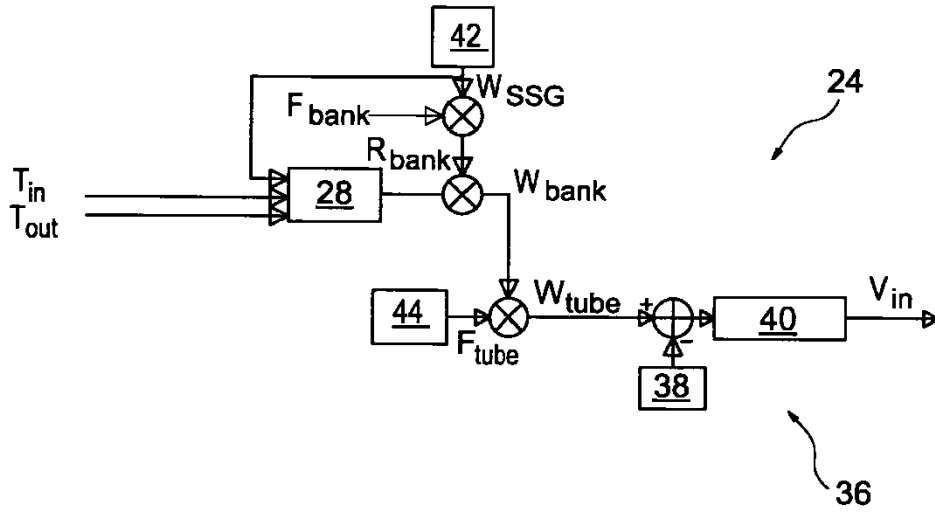 42
W_SSG
24
F_bank
R_bank
T_in
28
W_bank
T_out
44
F_tube
W_tube
+
-
38
40
V_in
36